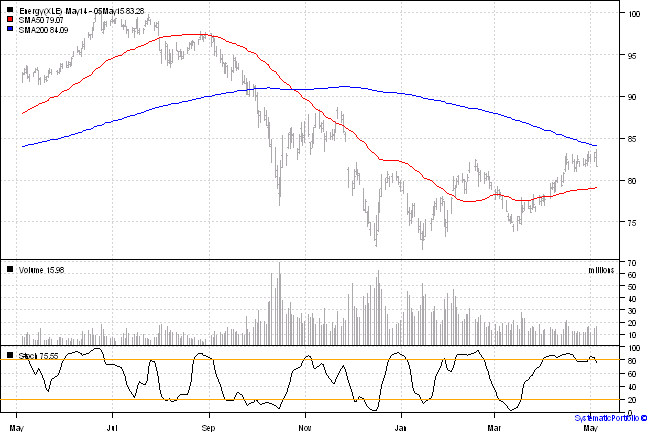 Energy(XLE) May14 - 05May15 83.28
SMA50 79.07
SMA200 84.09
100
95
90
85
80
75
Volume 15.98
millions
70
60
50
40
30
20
10
Stoch 75.55
100
80
60
40
20
0
SystematicPortfolio ©
May Jul Sep Nov Jan Mar May